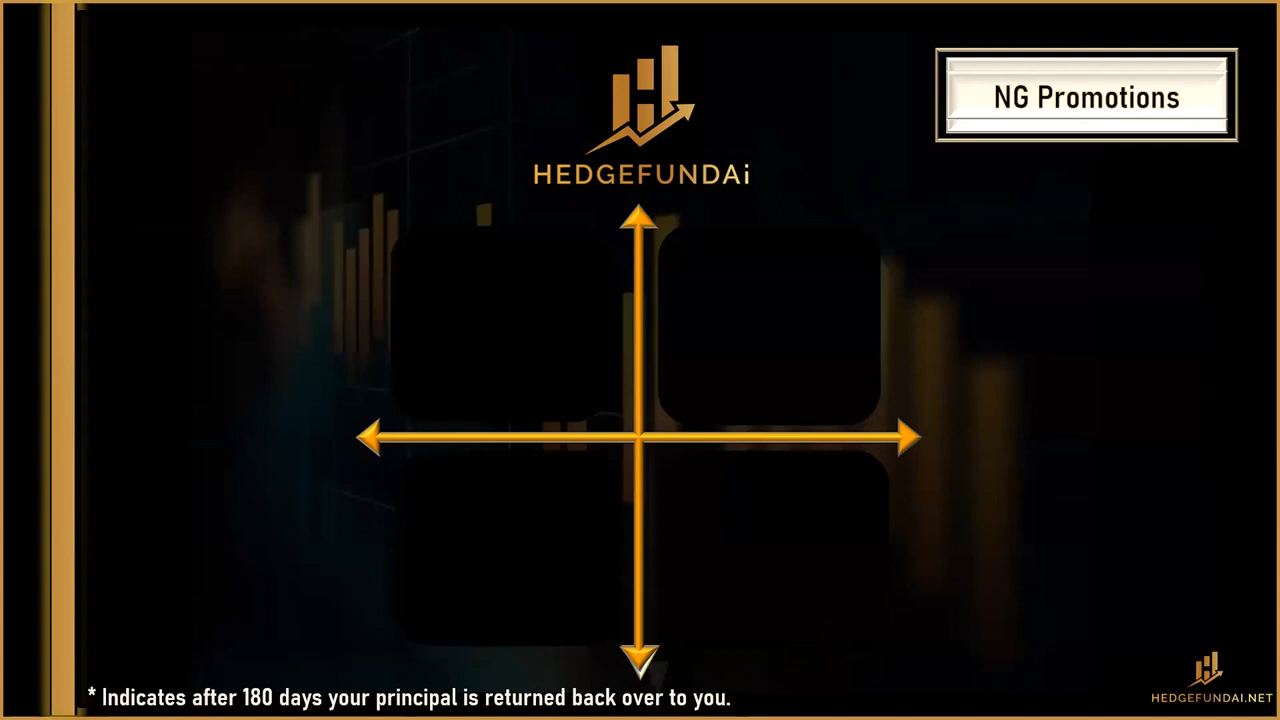 NG Promotions
HEDGEFUNDAi
* Indicates after 180 days your principal is returned back over to you.
HEDGEFUNDAI.NET